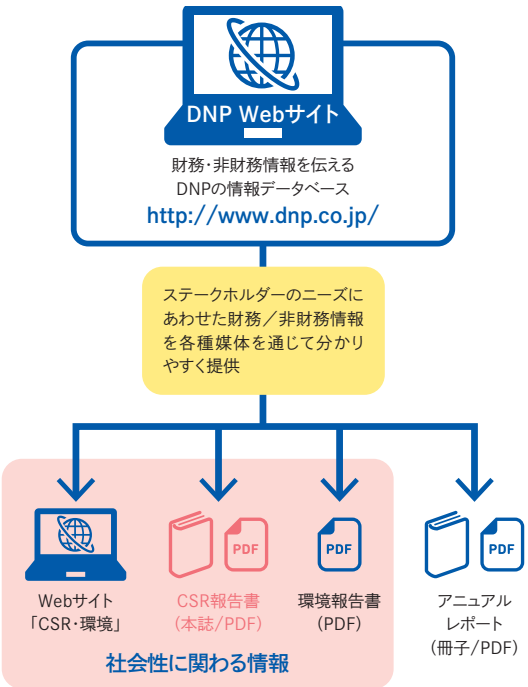 DNP Webサイト
財務・非財務情報を伝える
DNPの情報データベース
http://www.dnp.co.jp/
ステークホルダーのニーズに
あわせた財務／非財務情報
を各種媒体を通じて分かり
やすく提供
Webサイト
「CSR・環境」
PDF
CSR報告書
（本誌/PDF）
PDF
環境報告書
（PDF）
PDF
アニュアル
レポート
（冊子/PDF）
社会性に関わる情報